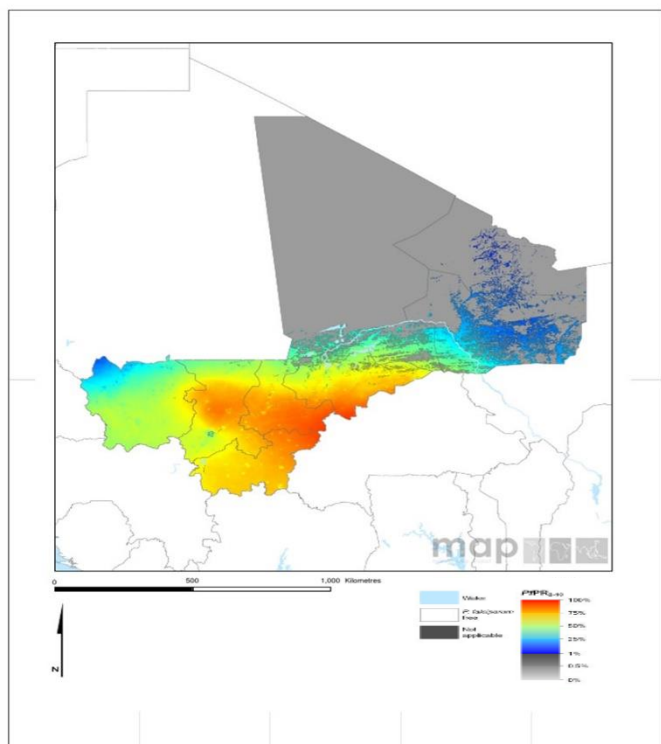 map
0 500 1,000 Kilometres
Water
P. falciparum
free
Not
applicable
PfPR2-10
100%
75%
50%
25%
1%
0.5%
0%
N